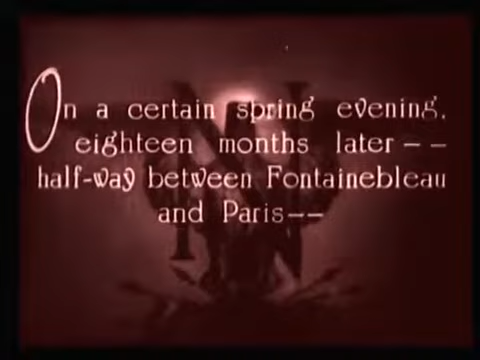 On a certain spring evening,
eighteen months later--
half-way between Fontainebleau
and Paris--